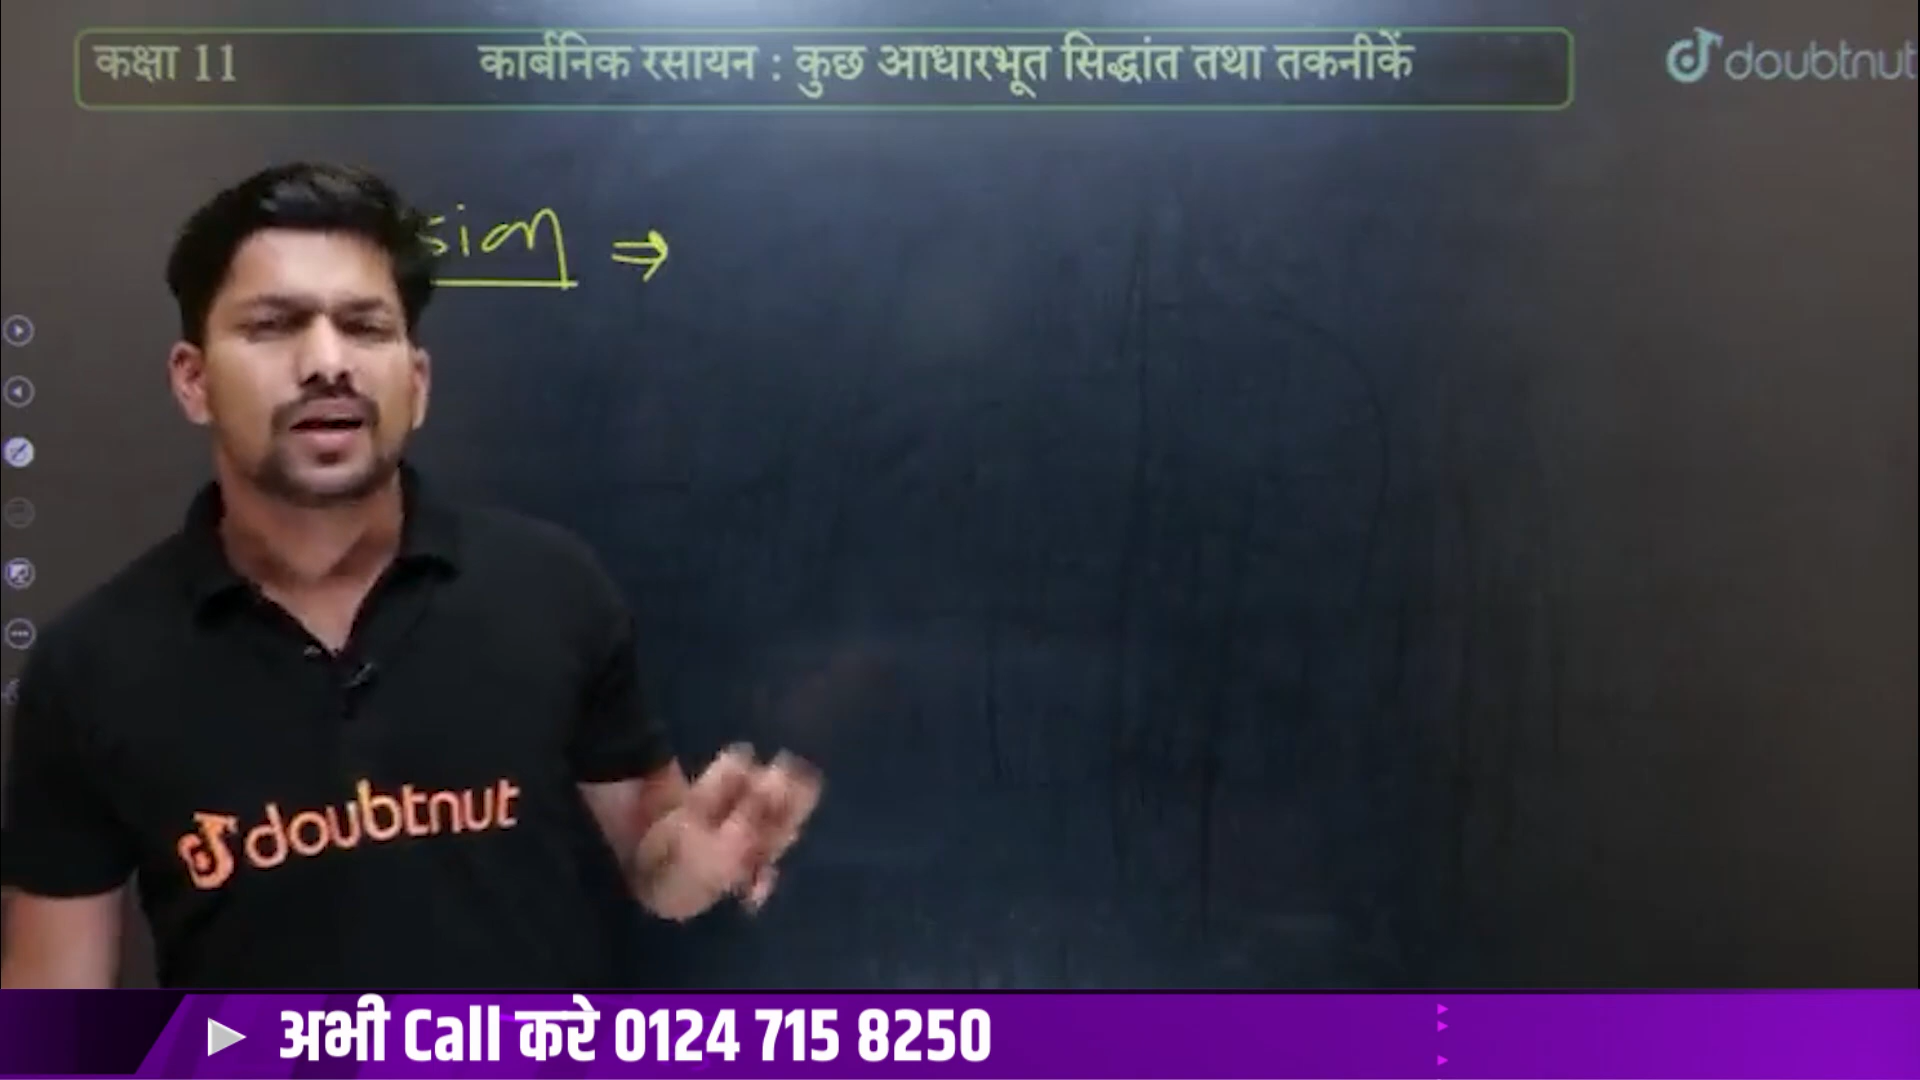 कक्षा 11
कार्बनिक रसायन : कुछ आधारभूत सिद्धांत तथा तकनीकें
doubtnut
sion ⇒
doubtnut
अभी Call करे 0124 715 8250